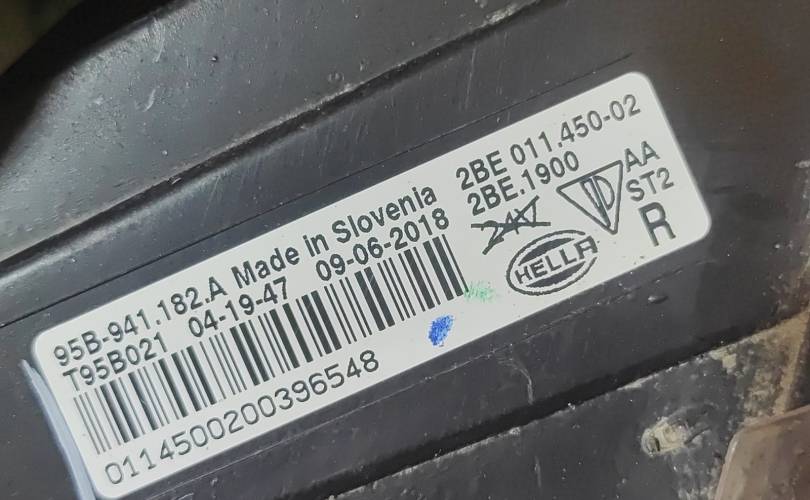 95B-941.182.A Made in Slovenia
T95B021 04-19-47 09-06-2018
0114500200396548
2BE 011.450-02
2BE.1900
24V
AA
ST2
HELLA
R